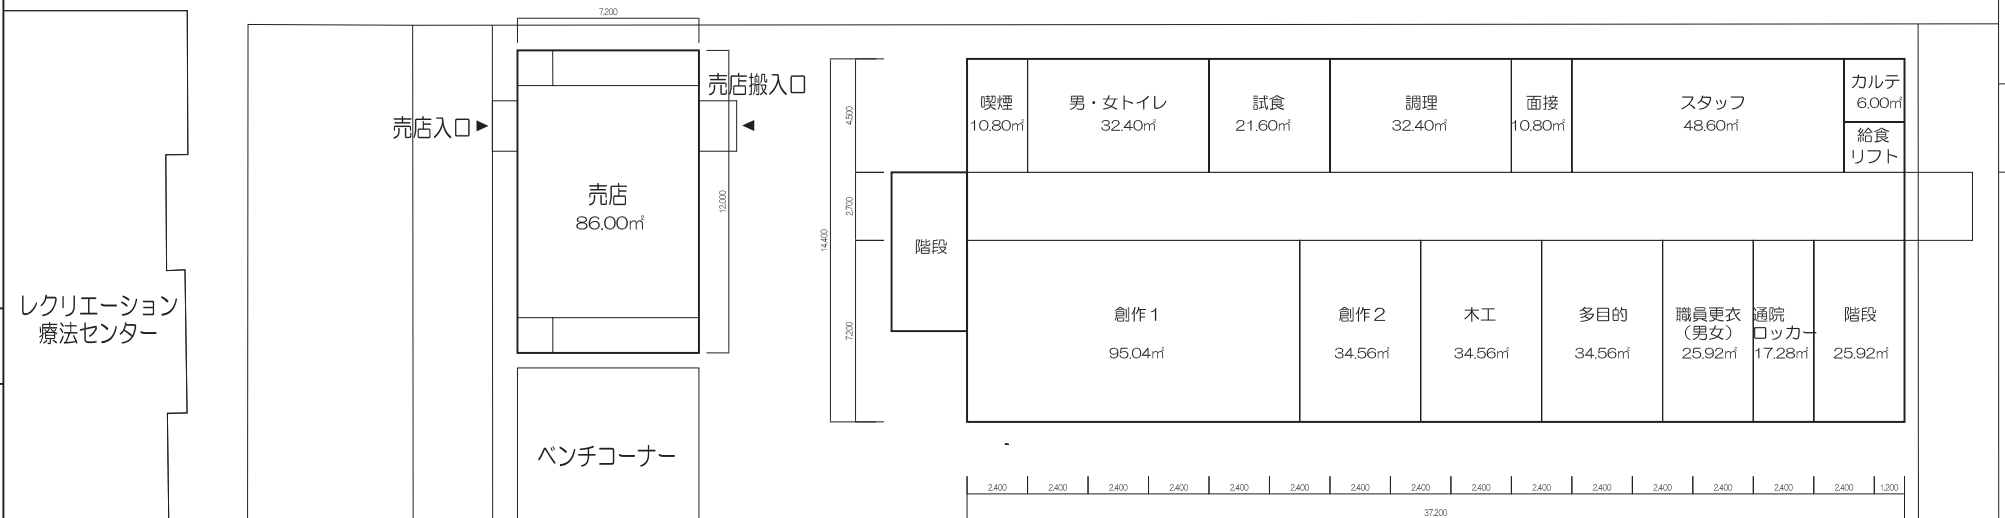 7,200
売店搬入口
売店入口
売店
86.00㎡
12,000
レクリエーション
療法センター
ベンチコーナー
4,500
2,700
14,400
7,200
喫煙
10.80㎡
男・女トイレ
32.40㎡
試食
21.60㎡
調理
32.40㎡
面接
10.80㎡
スタッフ
48.60㎡
カルテ
6.00㎡
給食
リフト
階段
創作1
95.04㎡
創作2
34.56㎡
木工
34.56㎡
多目的
34.56㎡
職員更衣
（男女）
25.92㎡
通院
ロッカー
17.28㎡
階段
25.92㎡
2,400 2,400 2,400 2,400 2,400 2,400 2,400 2,400 2,400 2,400 2,400 2,400 2,400 2,400 2,400 1,200
37,200